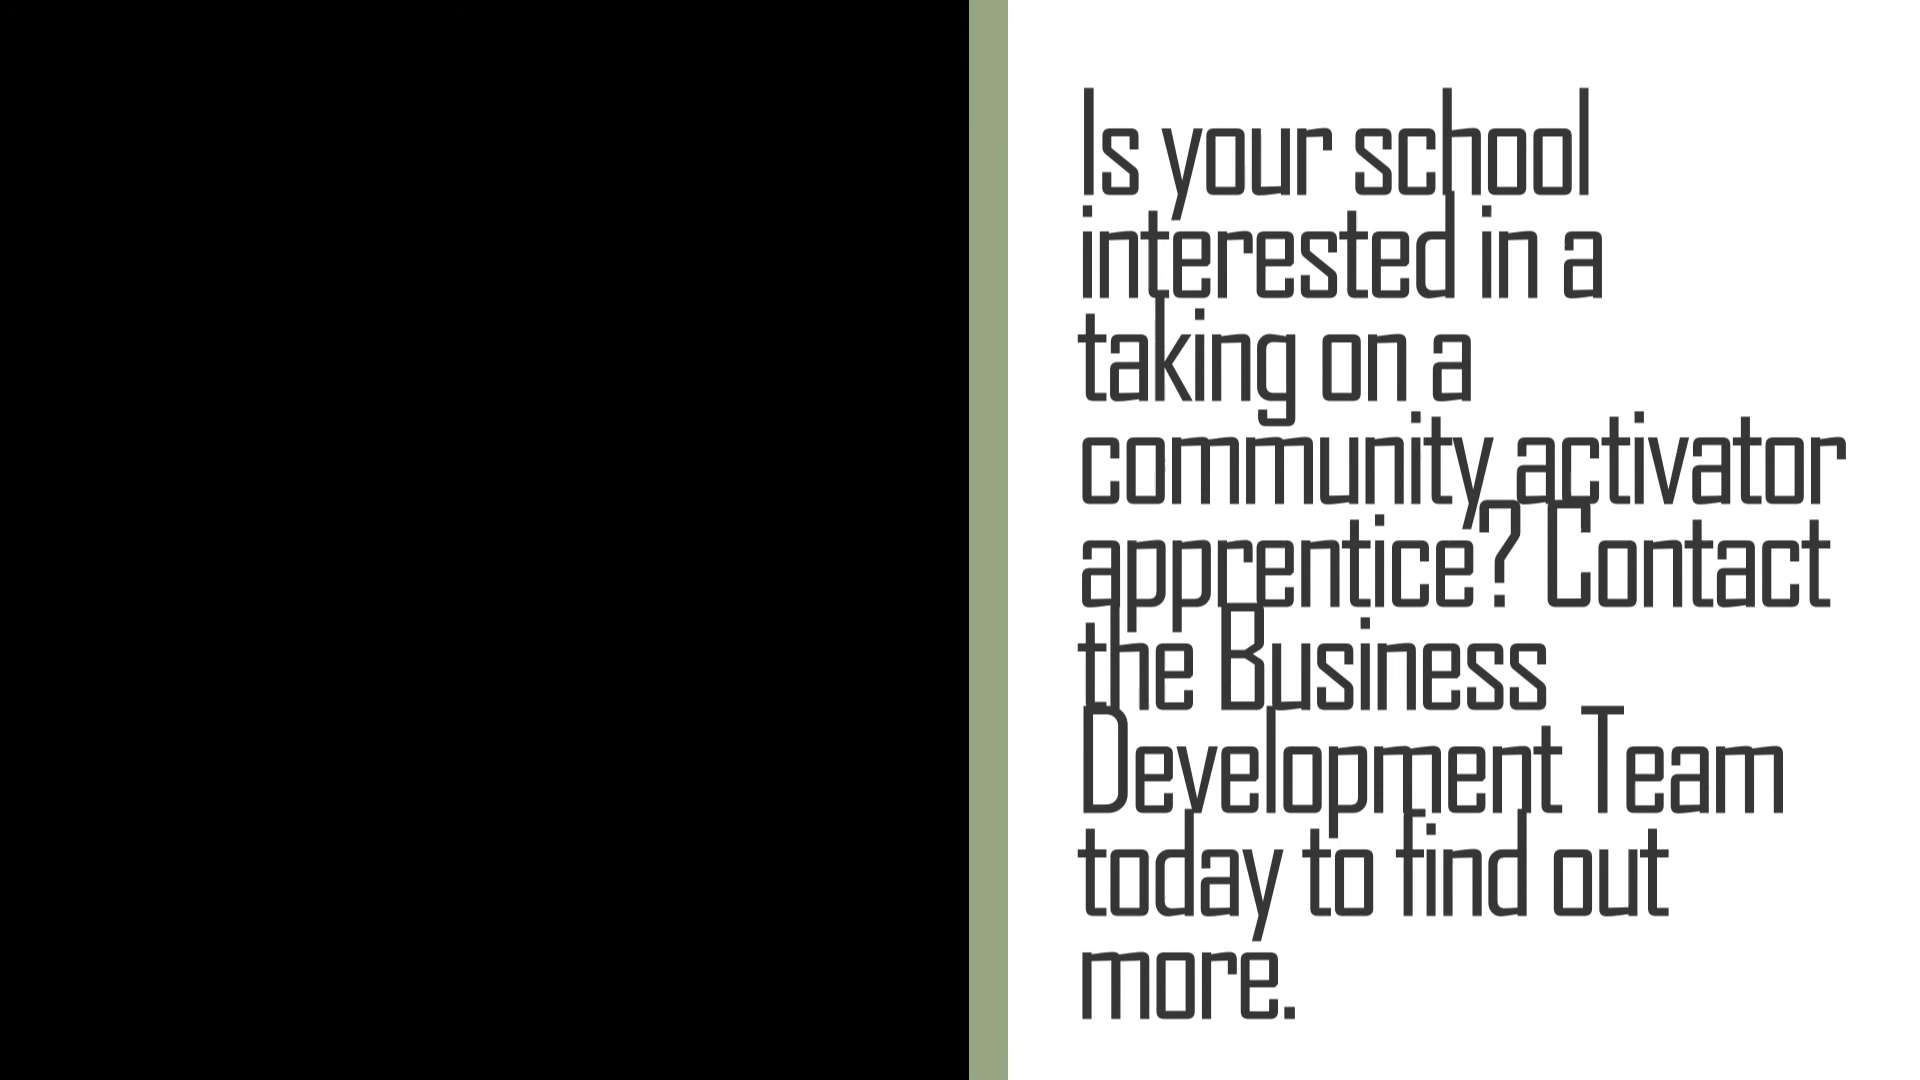 Is your school
interested in a
taking on a
community activator
apprentice? Contact
the Business
Development Team
today to find out
more.